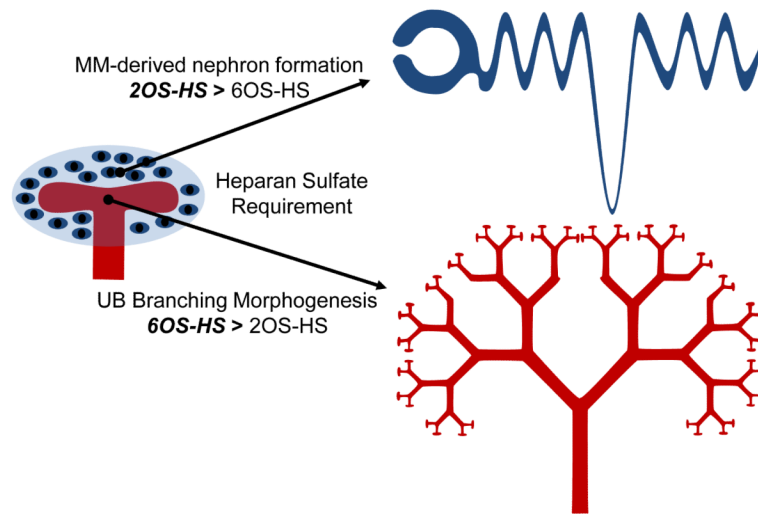 MM-derived nephron formation
2OS-HS > 6OS-HS
Heparan Sulfate
Requirement
UB Branching Morphogenesis
6OS-HS > 2OS-HS